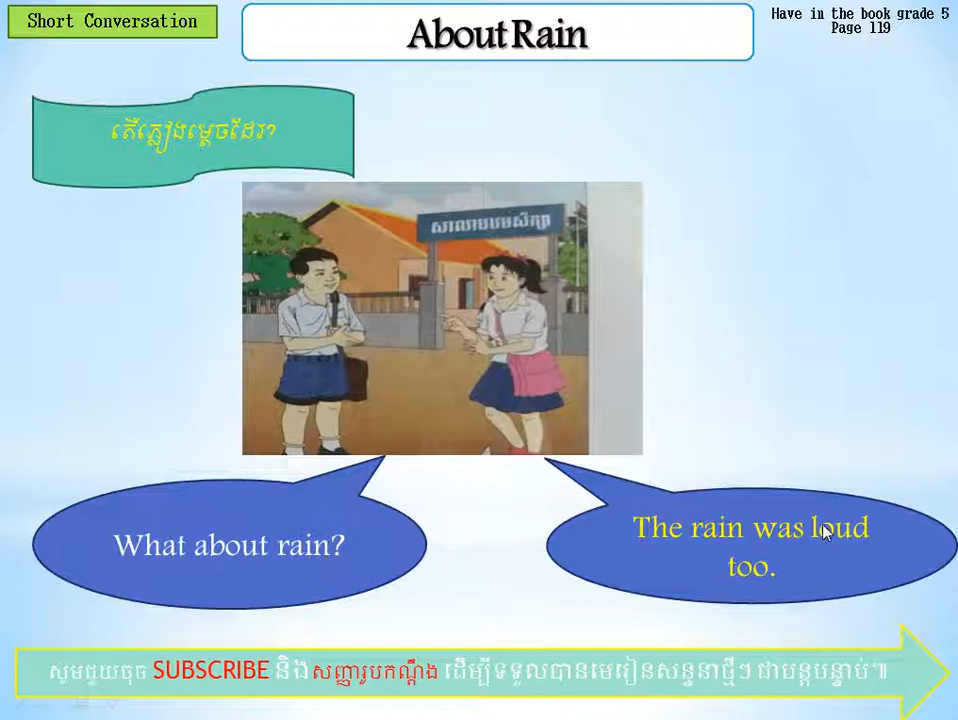 Short Conversation
About Rain
Have in the book grade 5
Page 119
តើភ្លៀងម្តេចដែរ?
សាលាបឋមសិក្សា
What about rain?
The rain was loud
too.
សូមជួយចុច SUBSCRIBE និង សញ្ញារូបកណ្ដឹង ដើម្បីទទួលបានមេរៀនសន្ទនាថ្មីៗ ជាបន្តបន្ទាប់៕